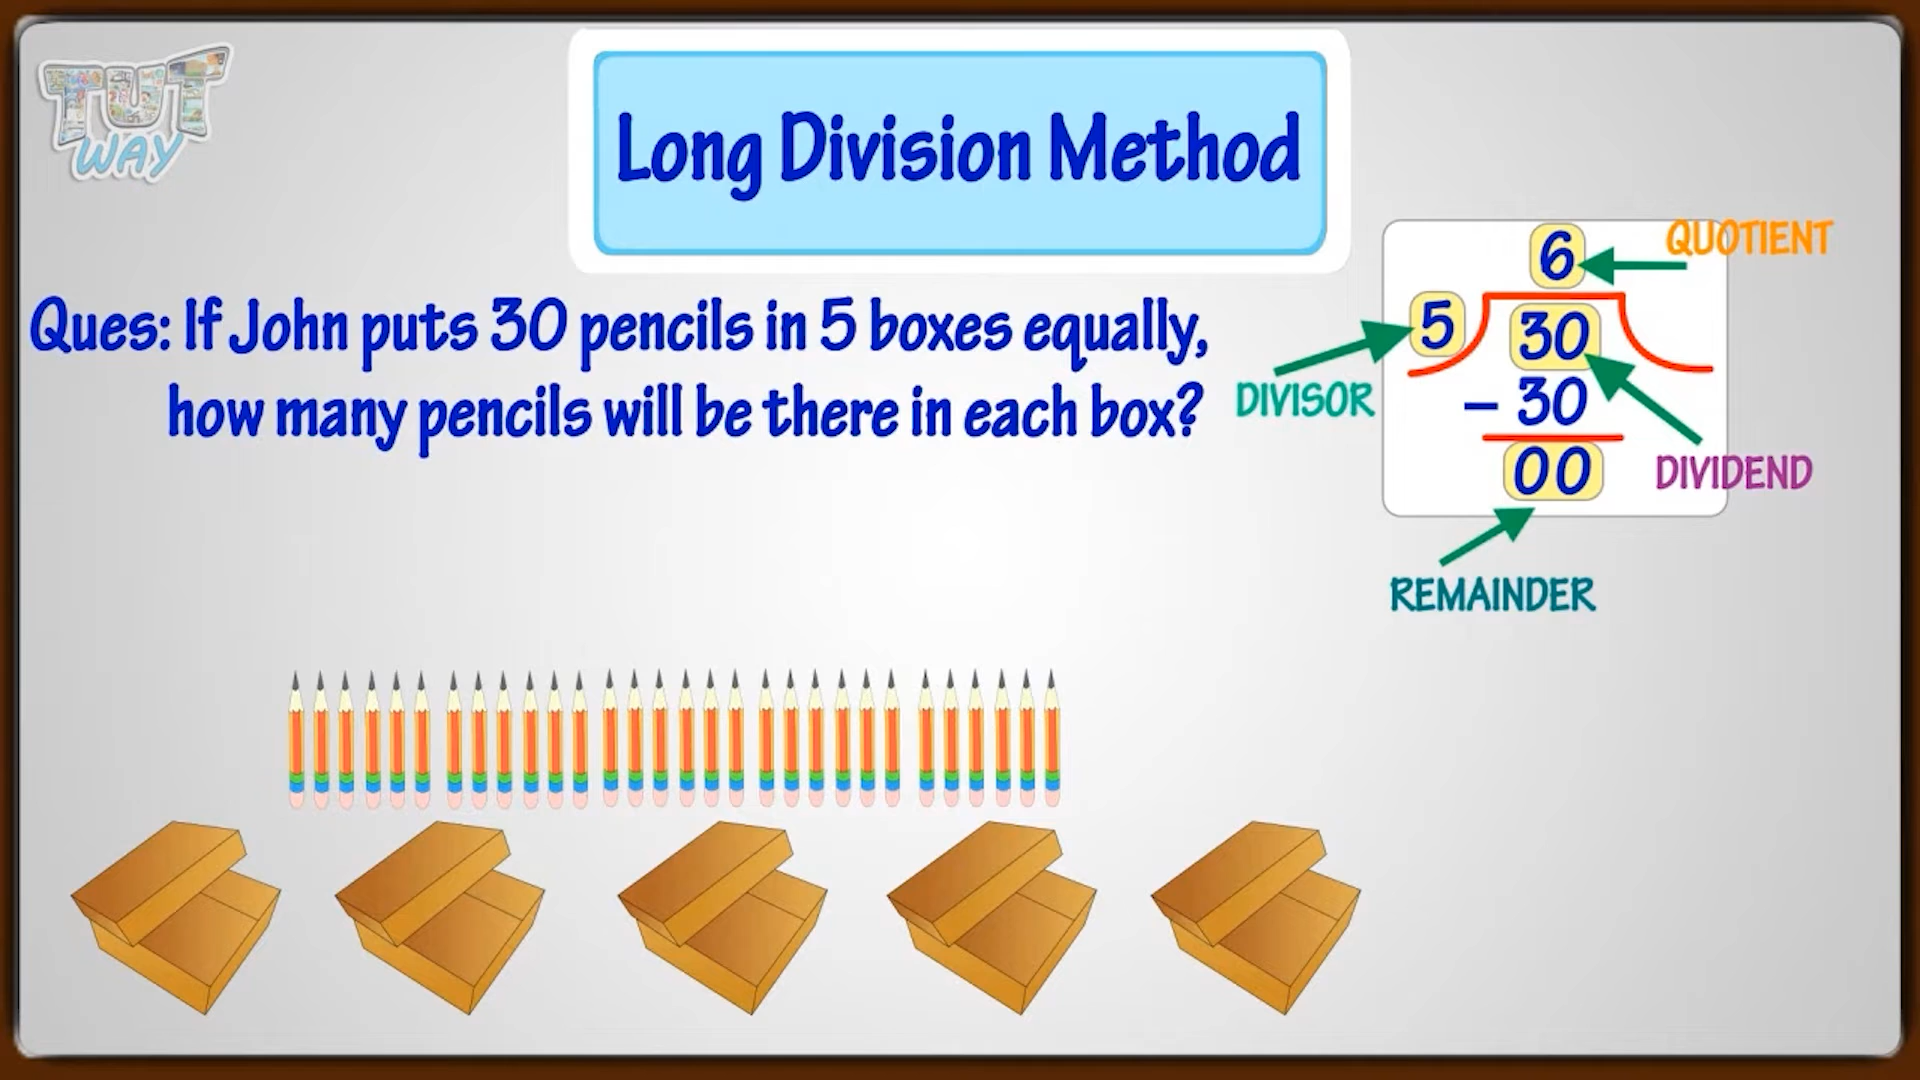 TUT
WAY
Long Division Method
Ques: If John puts 30 pencils in 5 boxes equally,
how many pencils will be there in each box?
6
QUOTIENT
5
30
DIVISOR
– 30
00
DIVIDEND
REMAINDER